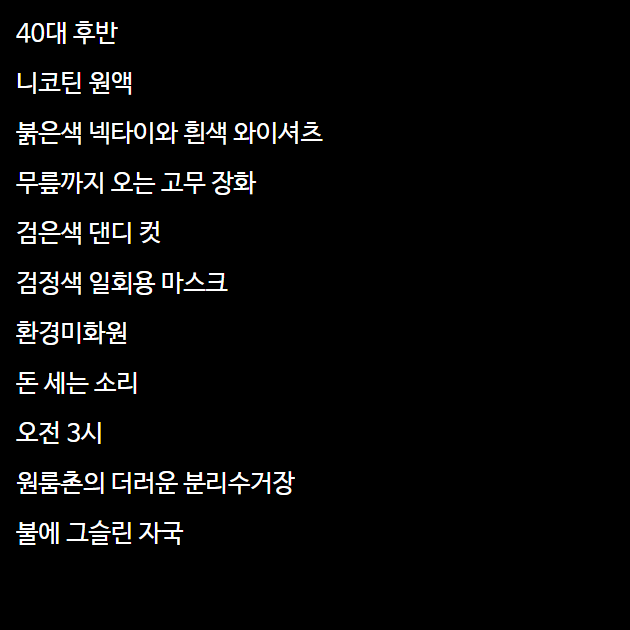 40대 후반
니코틴 원액
붉은색 넥타이와 흰색 와이셔츠
무릎까지 오는 고무 장화
검은색 댄디 컷
검정색 일회용 마스크
환경미화원
돈 세는 소리
오전 3시
원룸촌의 더러운 분리수거장
불에 그슬린 자국